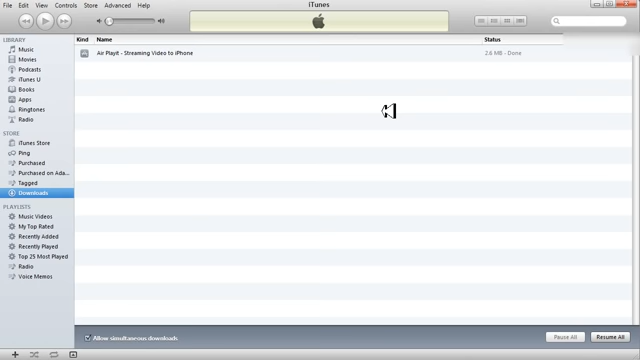 iTunes
File Edit View Controls Store Advanced Help
LIBRARY
Music
Movies
Podcasts
iTunes U
Books
Apps
Ringtones
Radio
STORE
iTunes Store
Ping
Purchased
Purchased on Ada...
Tagged
Downloads
PLAYLISTS
Music Videos
My Top Rated
Recently Added
Recently Played
Top 25 Most Played
Radio
Voice Memos
Kind Name Status
Air Playit - Streaming Video to iPhone 2.6 MB - Done
Allow simultaneous downloads
Pause All Resume All